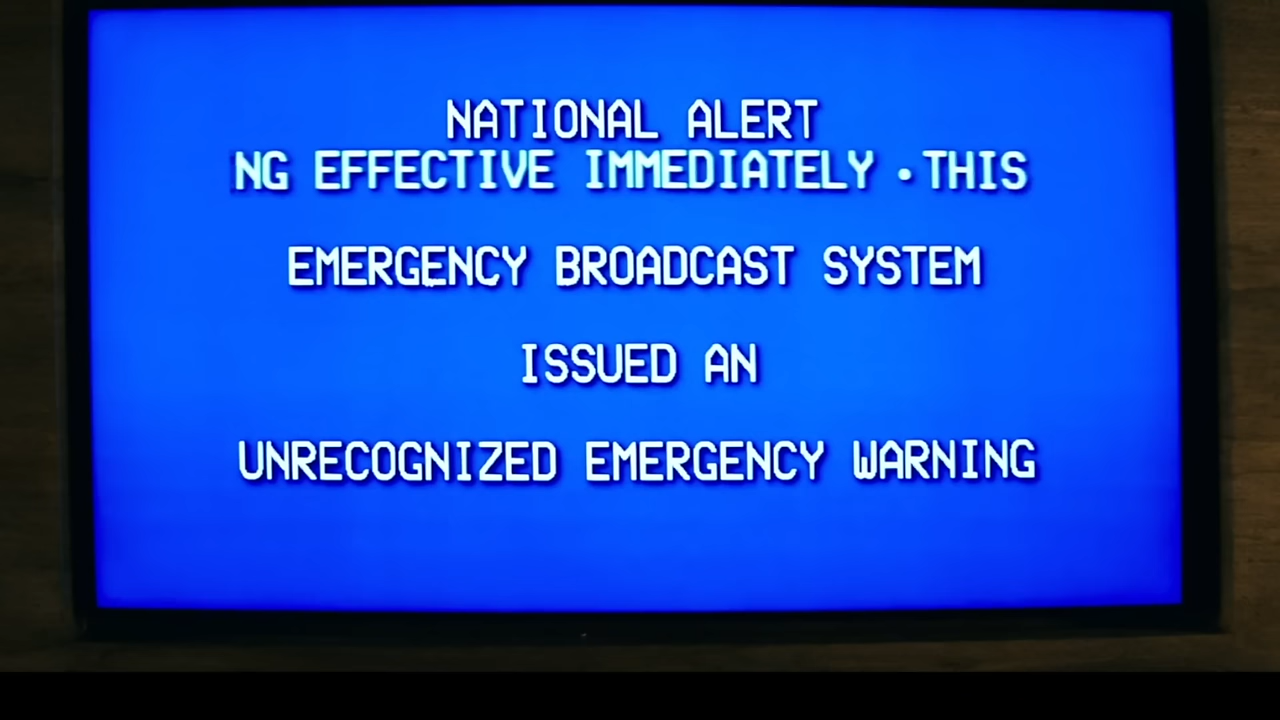 NATIONAL ALERT
NG EFFECTIVE IMMEDIATELY •THIS
EMERGENCY BROADCAST SYSTEM
ISSUED AN
UNRECOGNIZED EMERGENCY WARNING